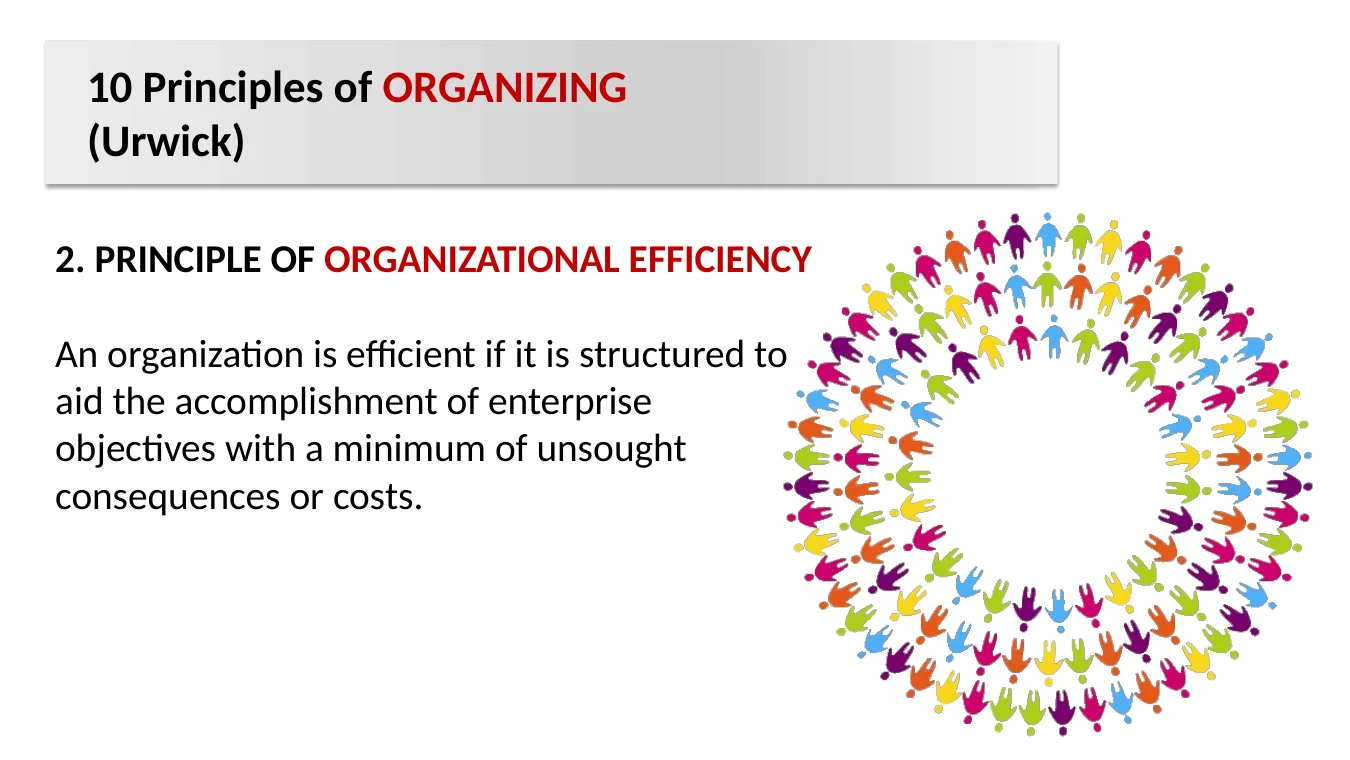 10 Principles of ORGANIZING
(Urwick)
2. PRINCIPLE OF ORGANIZATIONAL EFFICIENCY
An organization is efficient if it is structured to
aid the accomplishment of enterprise
objectives with a minimum of unsought
consequences or costs.